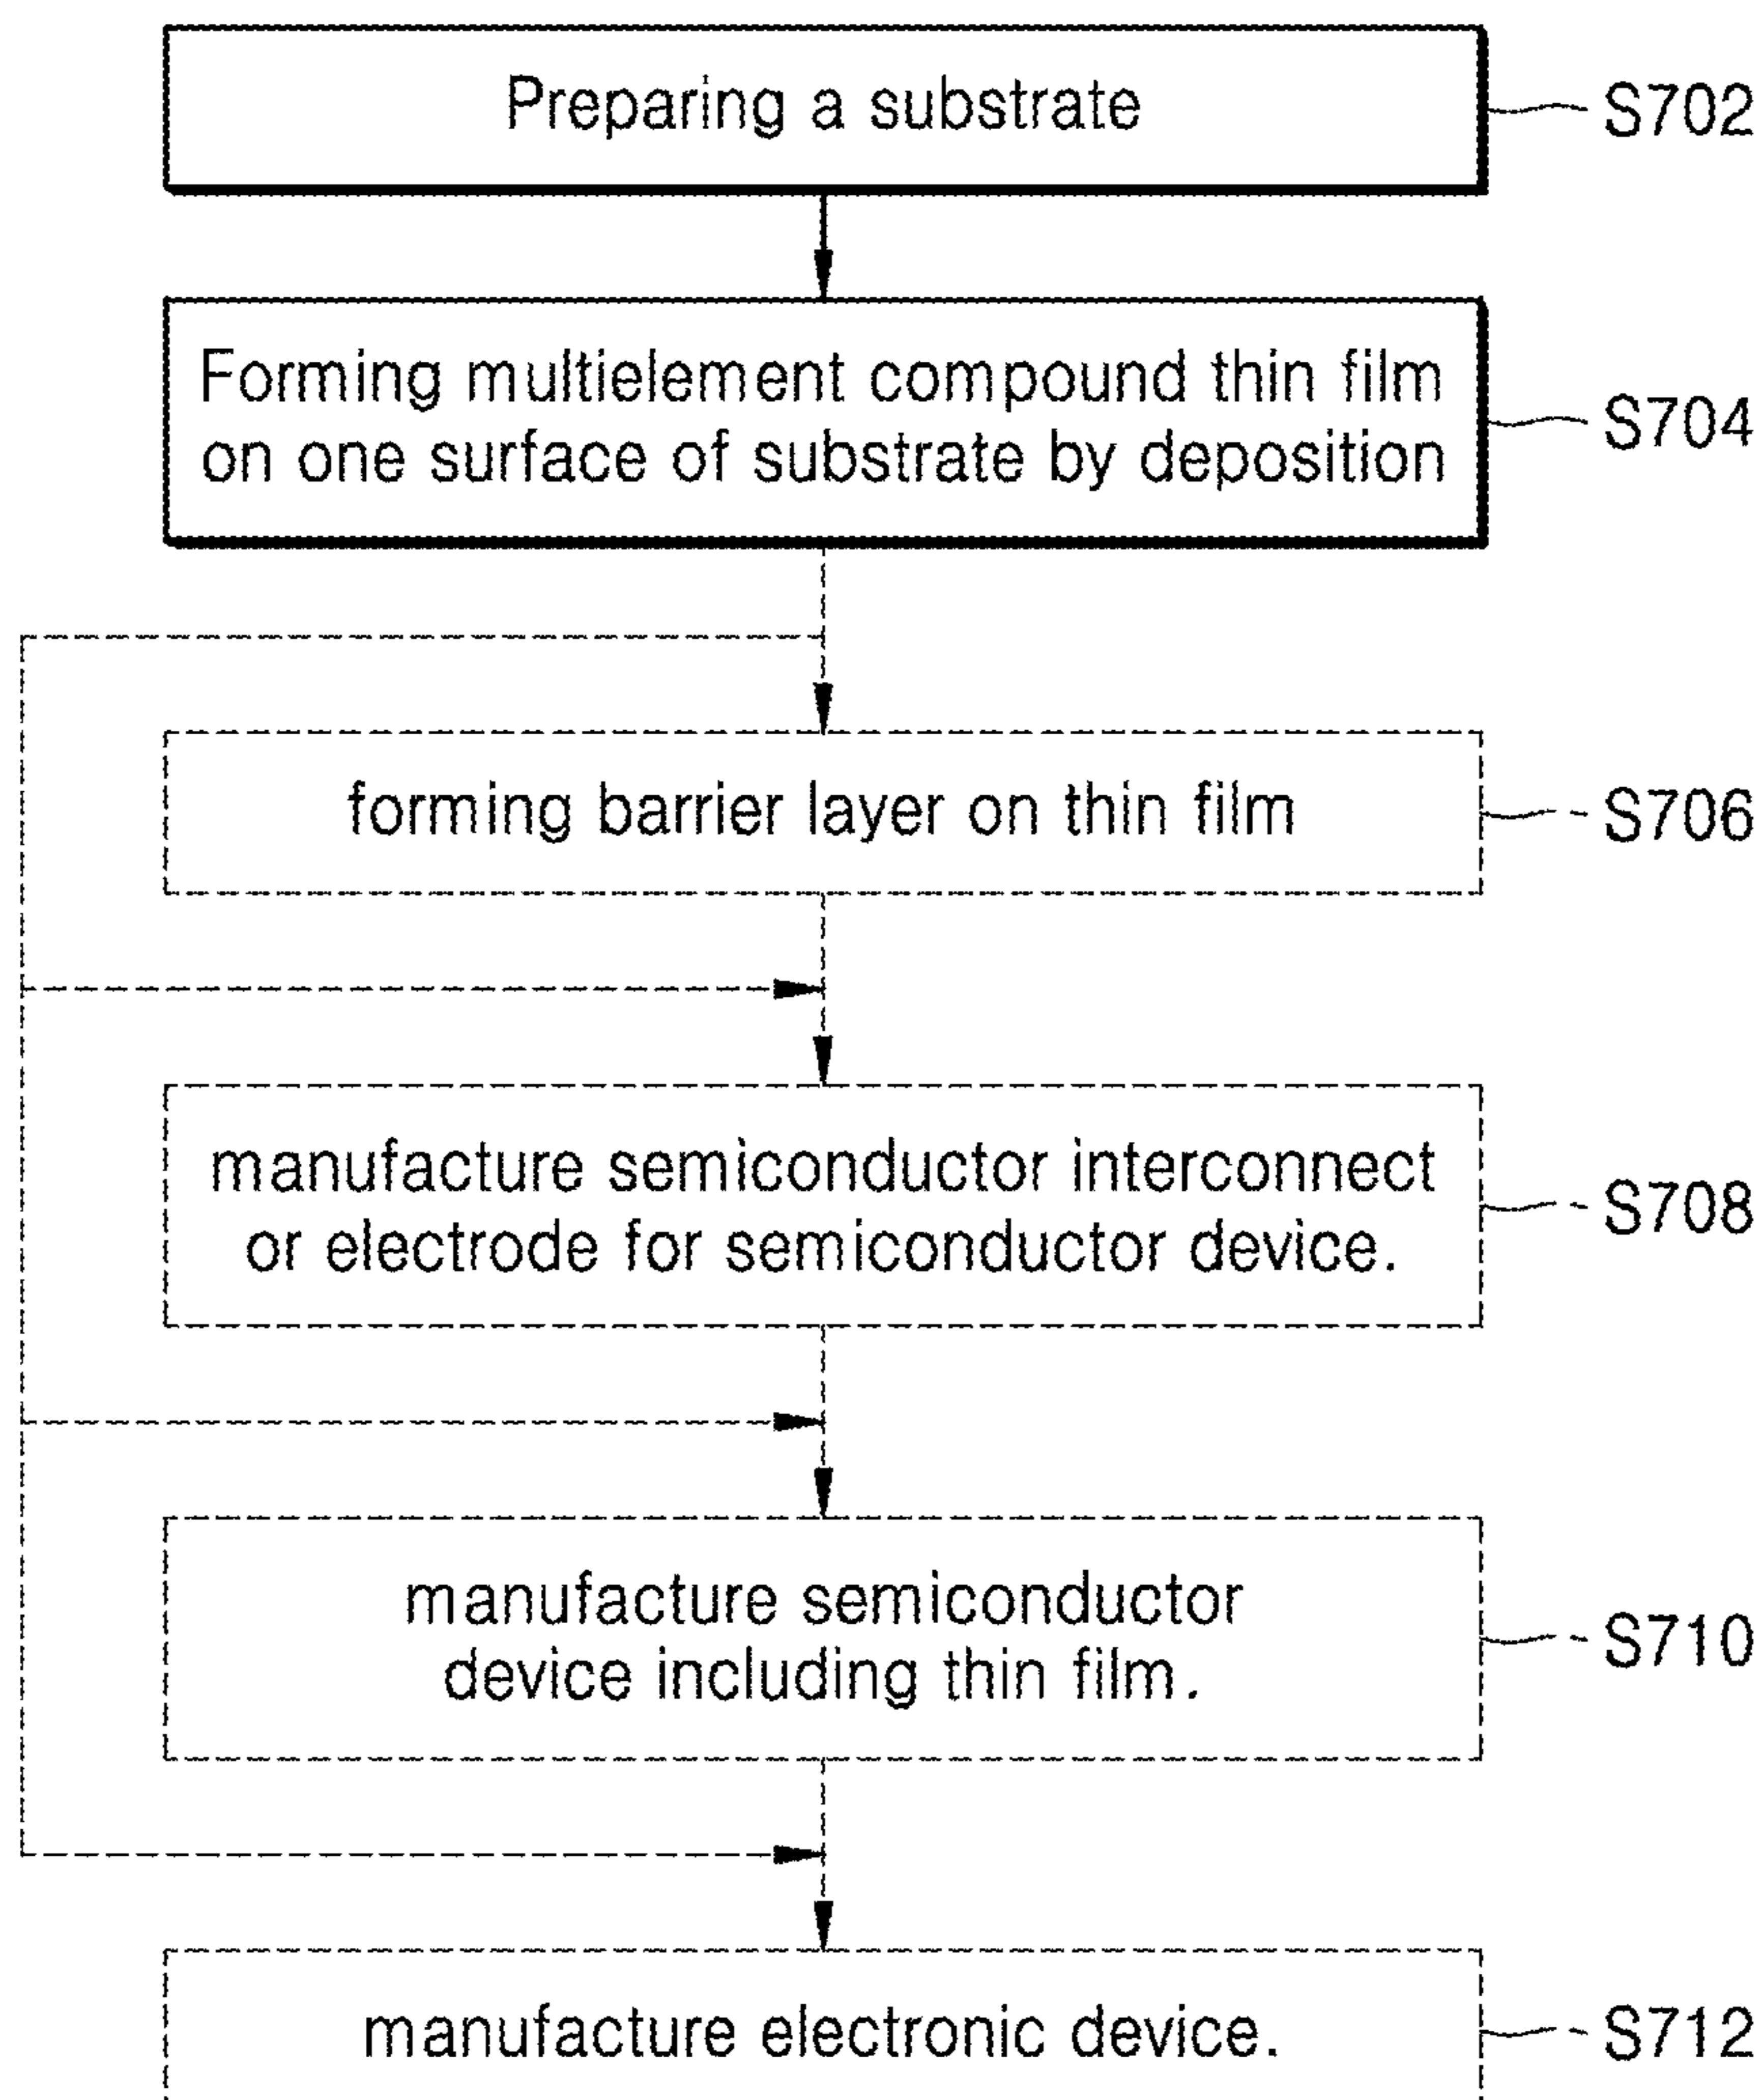 Preparing a substrate
S702
Forming multielement compound thin film
on one surface of substrate by deposition
S704
forming barrier layer on thin film
S706
manufacture semiconductor interconnect
or electrode for semiconductor device.
S708
manufacture semiconductor
device including thin film.
S710
manufacture electronic device.
S712